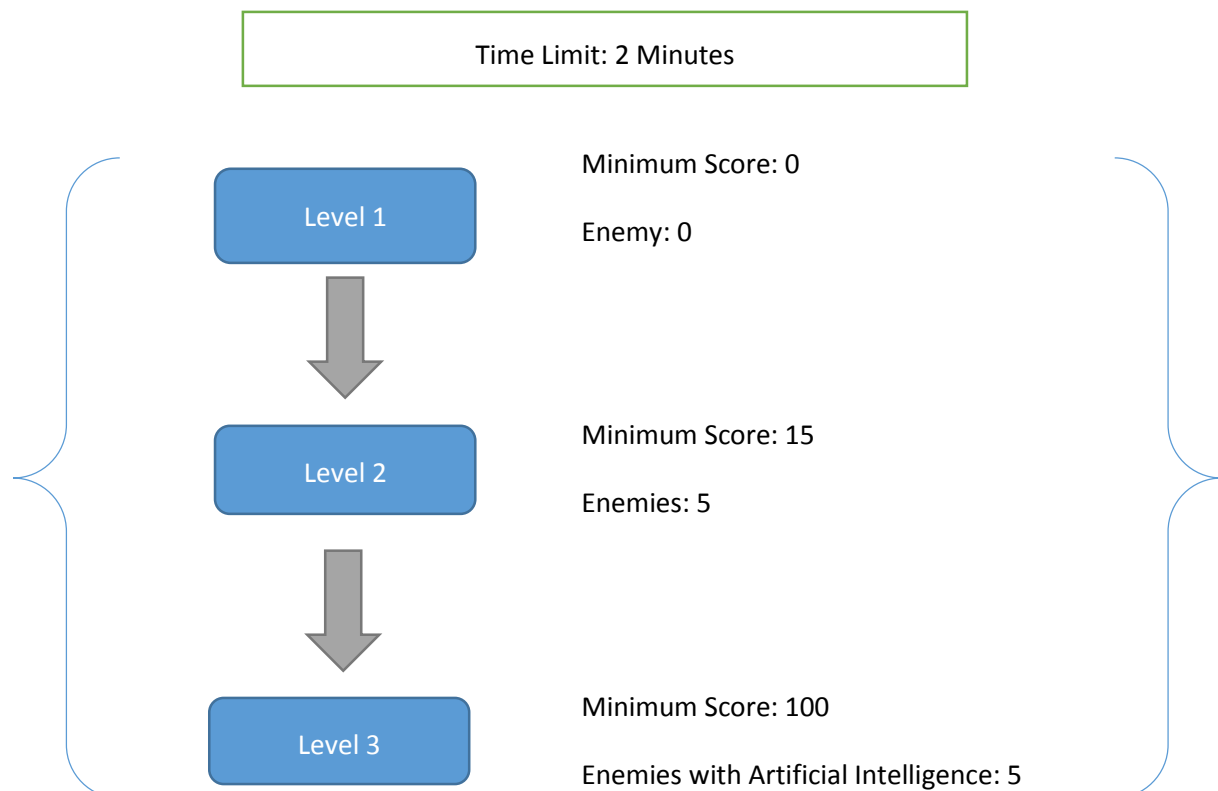 Time Limit: 2 Minutes
Minimum Score: 0
Level 1
Enemy: 0
Minimum Score: 15
Level 2
Enemies: 5
Minimum Score: 100
Level 3
Enemies with Artificial Intelligence: 5